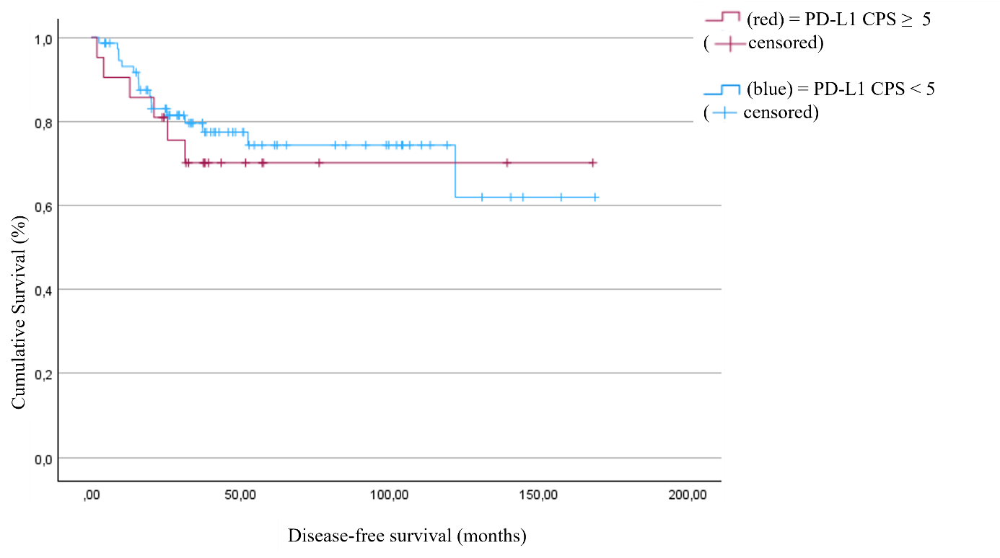 (red) = PD-L1 CPS ≥ 5
( censored)
(blue) = PD-L1 CPS < 5
( censored)
1,0
0,8
0,6
0,4
0,2
0,0
Cumulative Survival (%)
,00 50,00 100,00 150,00 200,00
Disease-free survival (months)